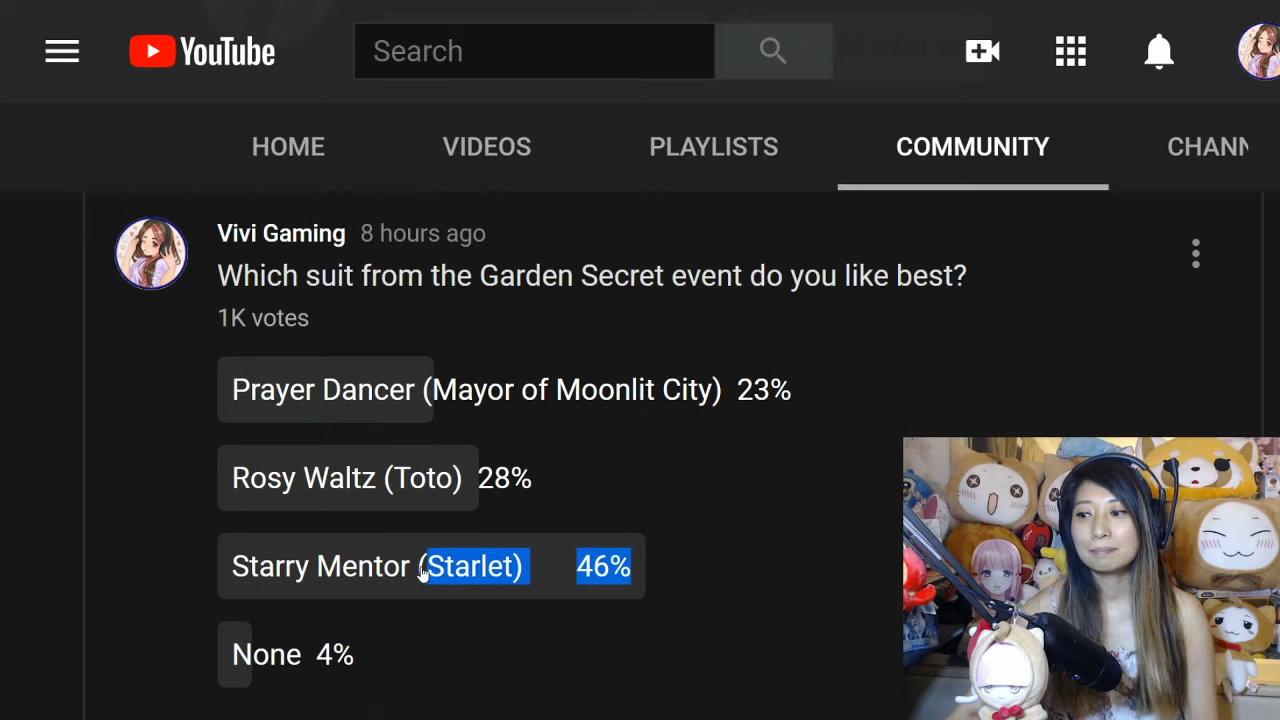 YouTube
Search
HOME VIDEOS PLAYLISTS COMMUNITY CHANN
Vivi Gaming 8 hours ago
Which suit from the Garden Secret event do you like best?
1K votes
Prayer Dancer (Mayor of Moonlit City) 23%
Rosy Waltz (Toto) 28%
Starry Mentor (Starlet) 46%
None 4%